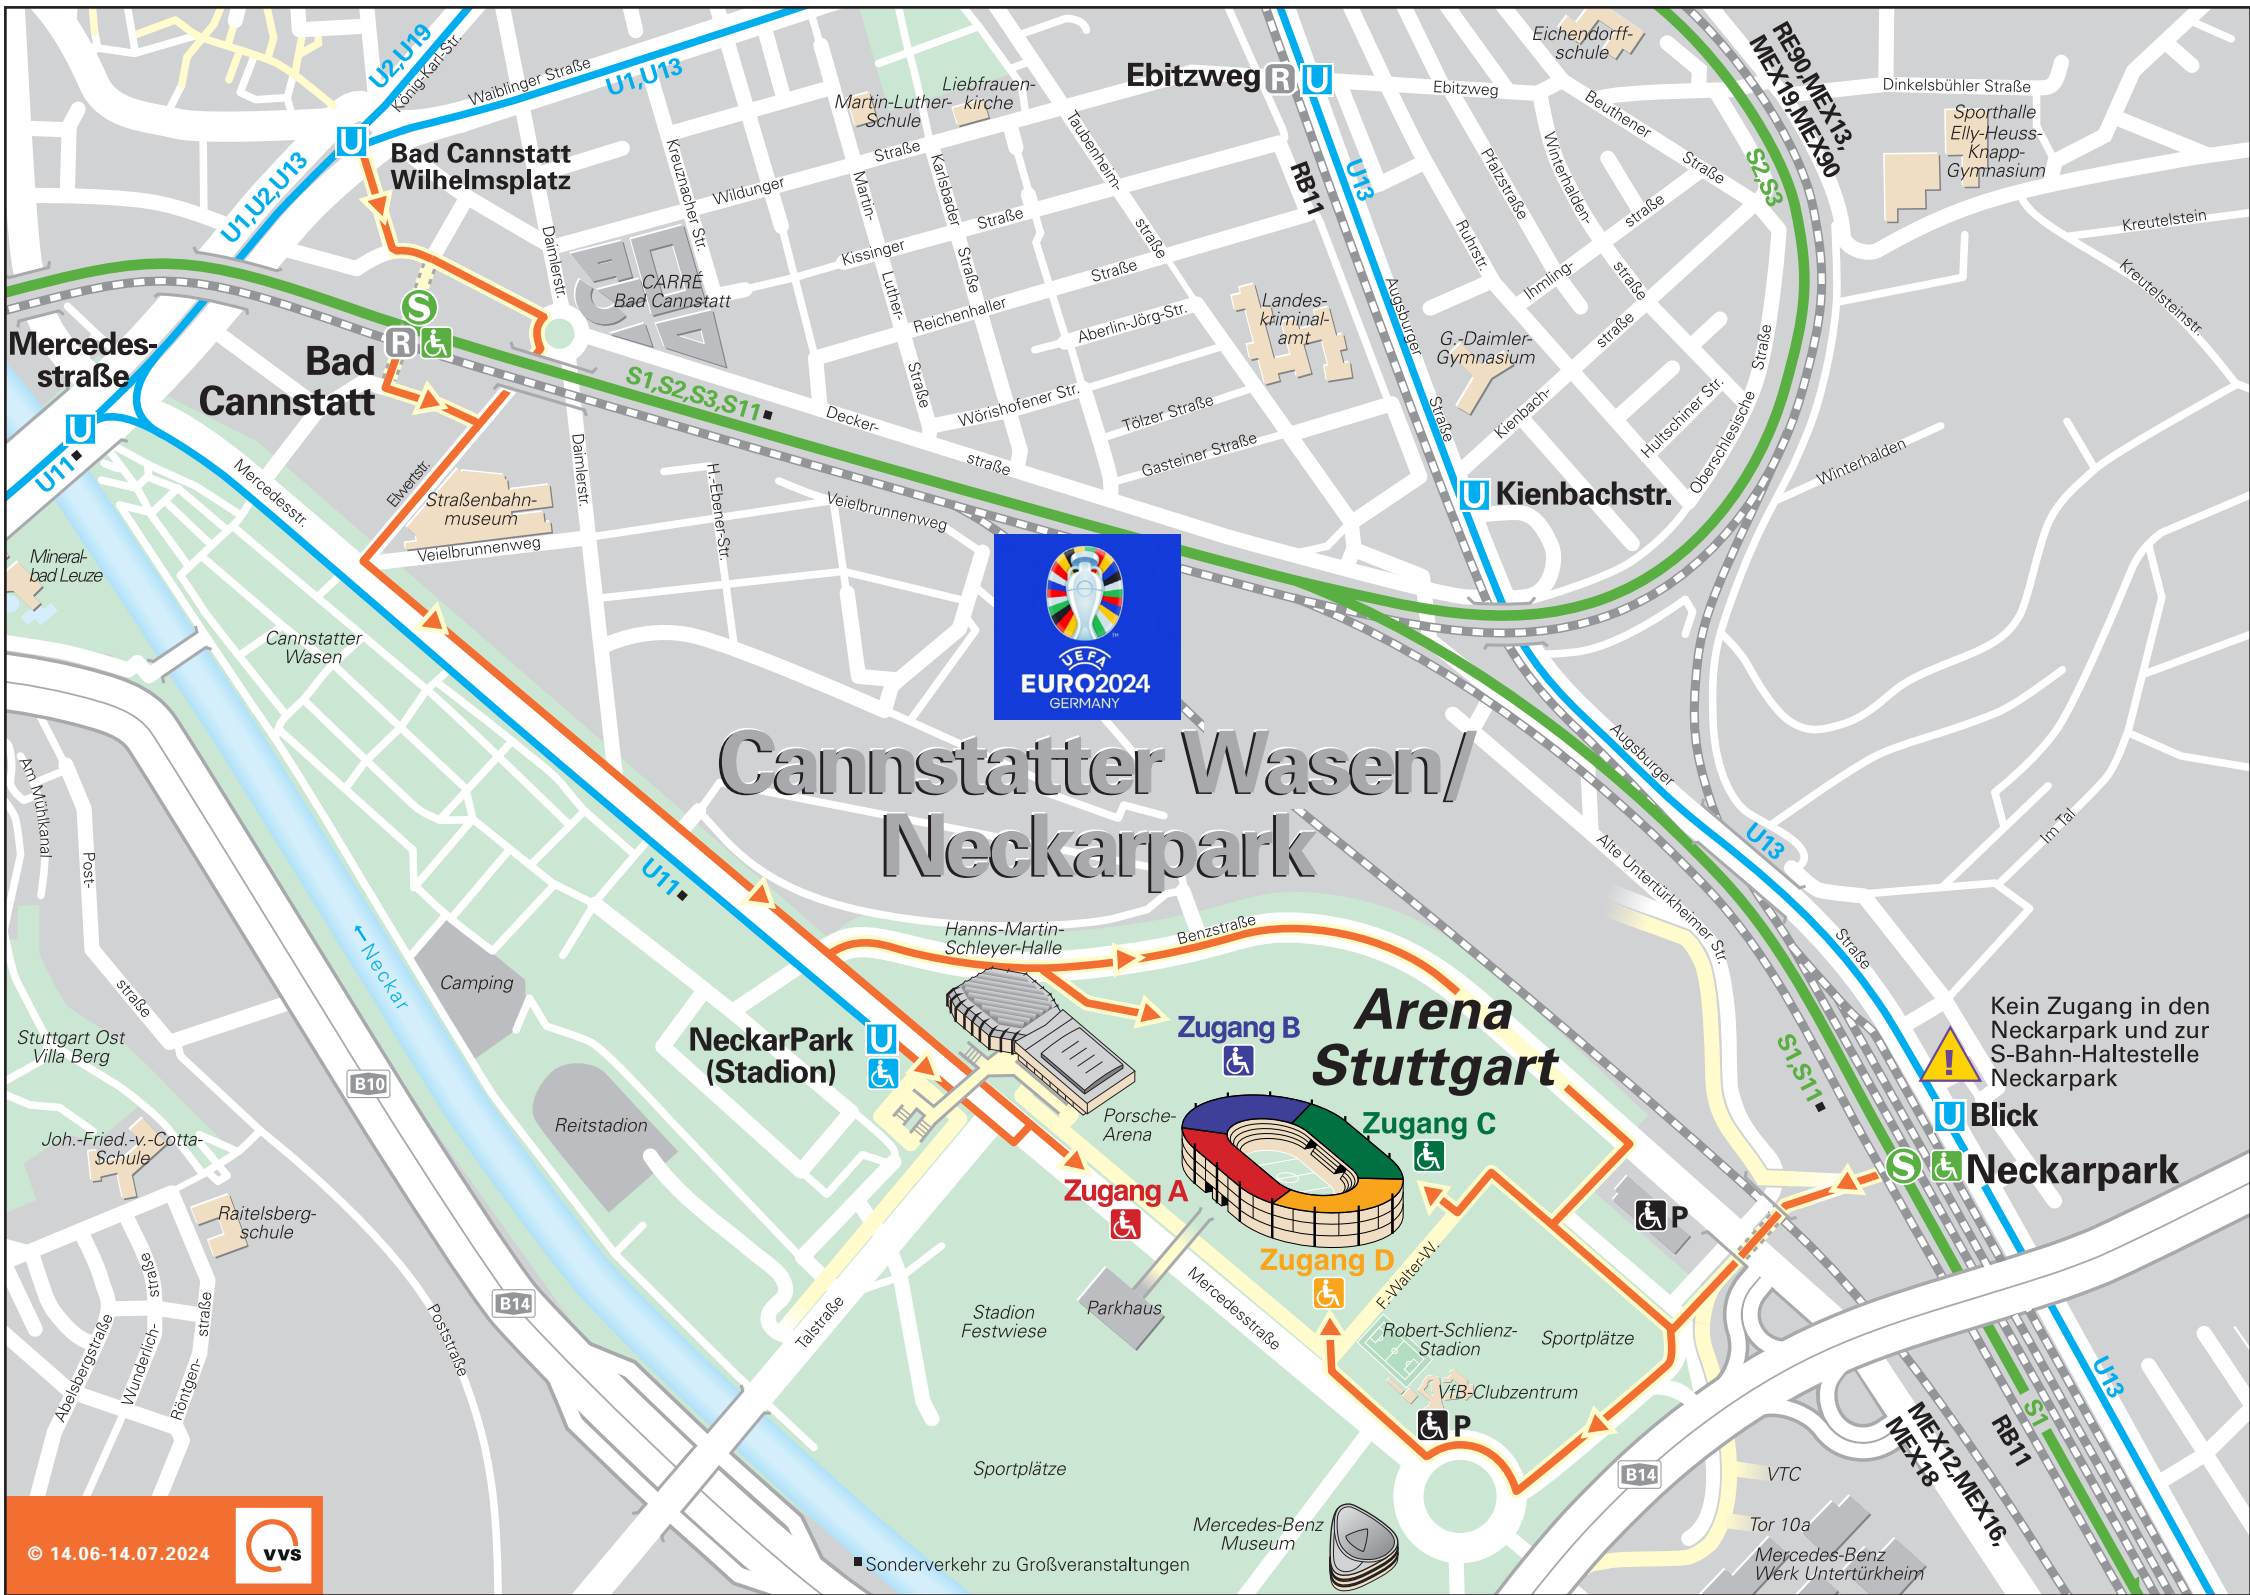 U2,U19
König-Karl-Str.
Waiblinger Straße
U1,U13
Bad Cannstatt
Wilhelmsplatz
U1,U2,U13
Martin-Luther-
Schule
Liebfrauen-
kirche
Ebitzweg
R
U
Ebitzweg
Eichendorff-
schule
RE90,MEX13,
MEX19,MEX90
Dinkelsbühler Straße
Sporthalle
Elly-Heuss-
Knapp-
Gymnasium
Kreutelstein
Kreutelsteinstr.
Beuthener
Straße
S2,S3
Winterhalden-
straße
Pfalzstraße
Ruhrstr.
Ihmling-
straße
RB11
U13
Taubenheim-
straße
Kreuznacher Str.
Wildunger
Straße
Karlsbader
Straße
Martin-
Luther-
Straße
Kissinger
Straße
Reichenhaller
Straße
Daimlerstr.
CARRÉ
Bad Cannstatt
U
S
R
Mercedes-
straße
Bad
Cannstatt
U
U11
S1,S2,S3,S11
Aberlin-Jörg-Str.
Landes-
kriminal-
amt
Augsburger
Straße
G.-Daimler-
Gymnasium
Kienbach-
straße
Hultschiner Str.
Oberschlesische
Straße
Winterhalden
Wörishofener Str.
Tölzer Straße
Gasteiner Straße
Decker-
straße
Daimlerstr.
H.-Ebener-Str.
Veielbrunnenweg
Elwertstr.
Straßenbahn-
museum
Veielbrunnenweg
Mercedesstr.
U
Kienbachstr.
Mineral-
bad Leuze
Cannstatter
Wasen
UEFA
EURO2024
GERMANY
TM
Cannstatter Wasen/
Neckarpark
Augsburger
Straße
U13
Alte Untertürkheimer Str.
Im Tal
Am Mühlkanal
Post-
straße
U11
←Neckar
Camping
Hanns-Martin-
Schleyer-Halle
Benzstraße
Stuttgart Ost
Villa Berg
B10
NeckarPark
(Stadion)
U
Zugang B
Arena
Stuttgart
S1,S11
Kein Zugang in den
Neckarpark und zur
S-Bahn-Haltestelle
Neckarpark
!
U
Blick
S
Neckarpark
Reitstadion
Porsche-
Arena
Zugang C
Zugang A
Zugang D
P
Joh.-Fried.-v.-Cotta-
Schule
Raitelsberg-
schule
Abelsbergstraße
Wunderlich-
straße
Röntgen-
straße
Poststraße
B14
Talstraße
Stadion
Festwiese
Parkhaus
Mercedesstraße
F.-Walter-W.
Robert-Schlienz-
Stadion
Sportplätze
VfB-Clubzentrum
P
U13
S1
RB11
MEX12,MEX16,
MEX18
Sportplätze
B14
VTC
Tor 10a
Mercedes-Benz
Werk Untertürkheim
Mercedes-Benz
Museum
Sonderverkehr zu Großveranstaltungen
© 14.06-14.07.2024
VVS